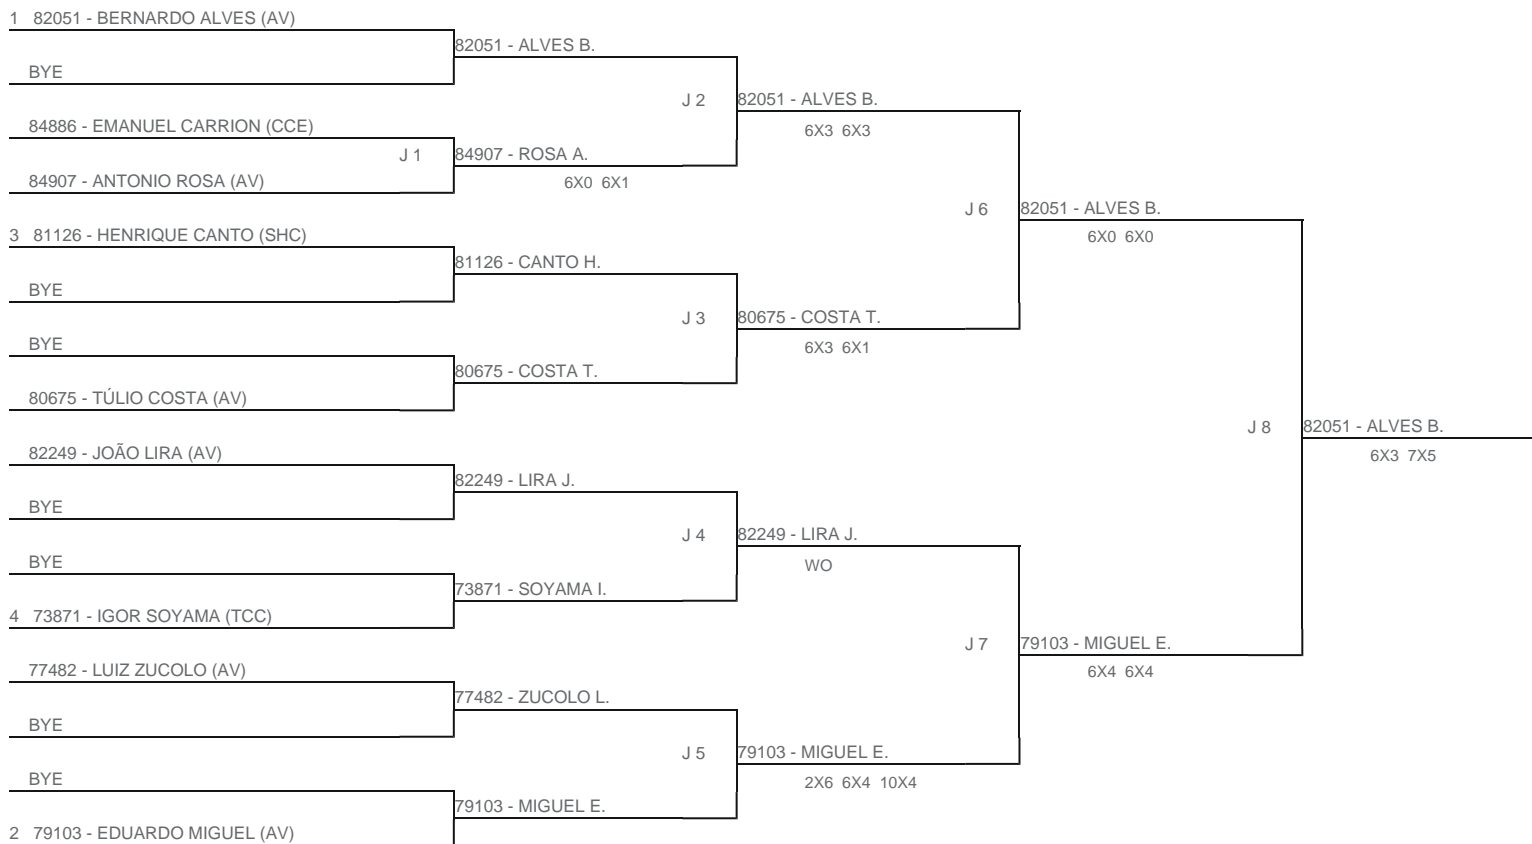 1 82051 - BERNARDO ALVES (AV)
82051 - ALVES B.
BYE
J 2
82051 - ALVES B.
6X3 6X3
84886 - EMANUEL CARRION (CCE)
J 1
84907 - ROSA A.
6X0 6X1
84907 - ANTONIO ROSA (AV)
J 6
82051 - ALVES B.
6X0 6X0
3 81126 - HENRIQUE CANTO (SHC)
81126 - CANTO H.
BYE
J 3
80675 - COSTA T.
6X3 6X1
BYE
80675 - COSTA T.
80675 - TÚLIO COSTA (AV)
J 8
82051 - ALVES B.
6X3 7X5
82249 - JOÃO LIRA (AV)
82249 - LIRA J.
BYE
J 4
82249 - LIRA J.
WO
BYE
73871 - SOYAMA I.
4 73871 - IGOR SOYAMA (TCC)
J 7
79103 - MIGUEL E.
6X4 6X4
77482 - LUIZ ZUCOLO (AV)
77482 - ZUCOLO L.
BYE
J 5
79103 - MIGUEL E.
2X6 6X4 10X4
BYE
79103 - MIGUEL E.
2 79103 - EDUARDO MIGUEL (AV)